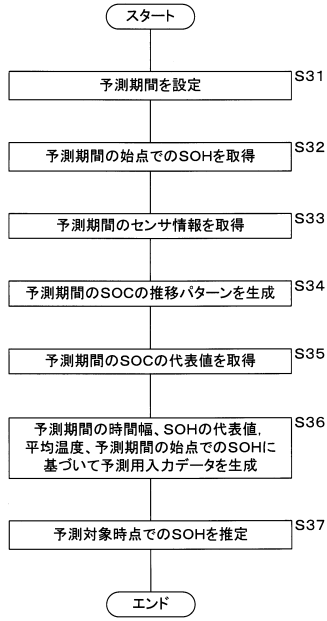 スタート
予測期間を設定
S31
予測期間の始点でのSOHを取得
S32
予測期間のセンサ情報を取得
S33
予測期間のSOCの推移パターンを生成
S34
予測期間のSOCの代表値を取得
S35
予測期間の時間幅、SOHの代表値,
平均温度、予測期間の始点でのSOHに
基づいて予測用入力データを生成
S36
予測対象時点でのSOHを推定
S37
エンド